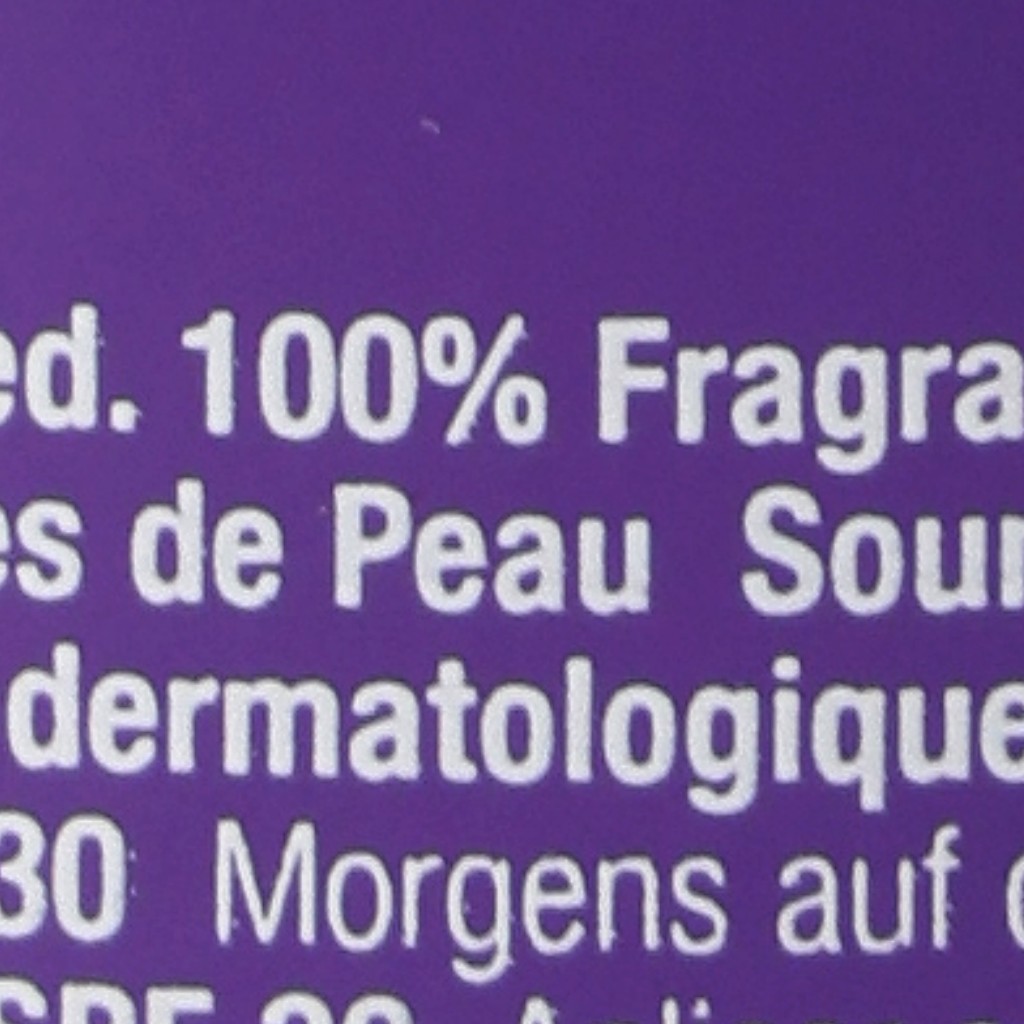 ed. 100% Fragra
es de Peau Sour
dermatologique
30 Morgens auf